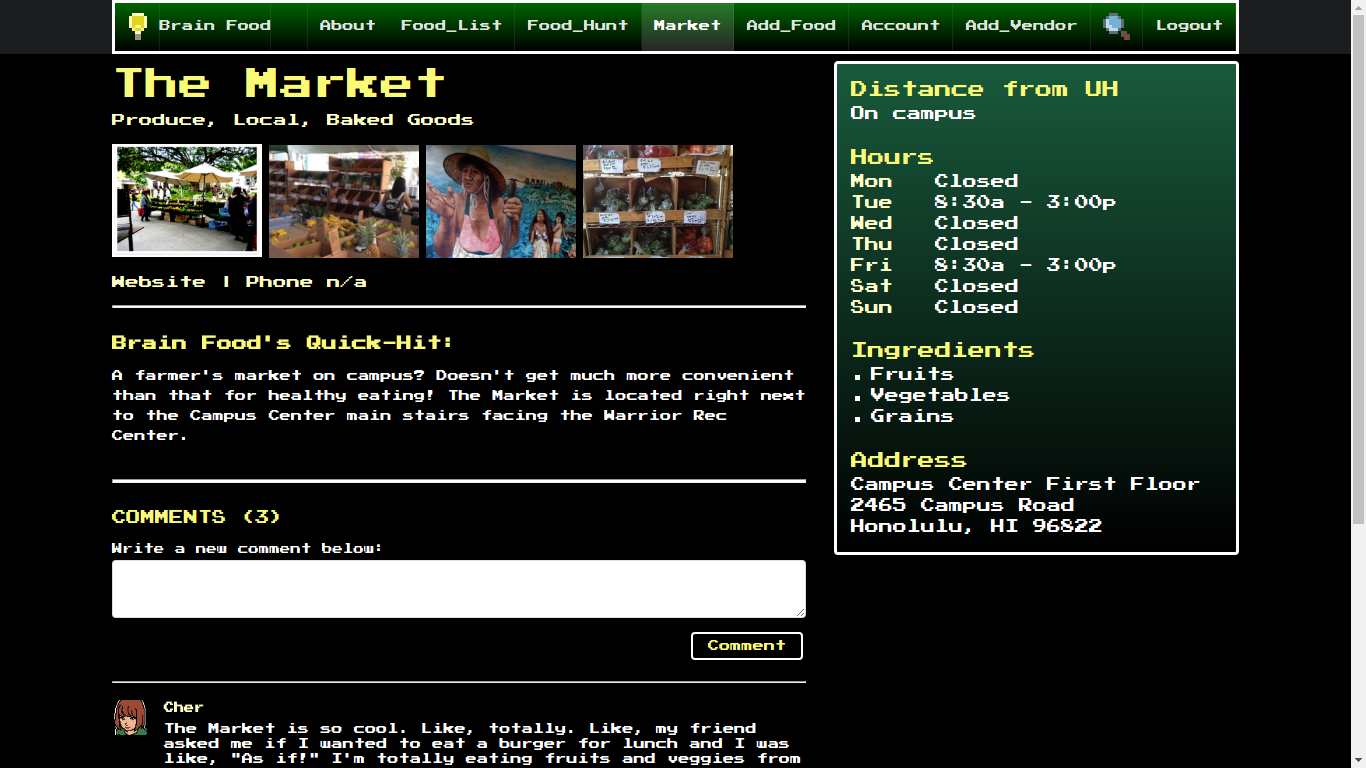 Brain Food About Food_List Food_Hunt Market Add_Food Account Add_Vendor Logout
The Market
Produce, Local, Baked Goods
Website | Phone n/a
Brain Food's Quick-Hit:
A farmer's market on campus? Doesn't get much more convenient
than that for healthy eating! The Market is located right next
to the Campus Center main stairs facing the Warrior Rec
Center.
COMMENTS (3)
Write a new comment below:
Comment
Cher
The Market is so cool. Like, totally. Like, my friend
asked me if I wanted to eat a burger for lunch and I was
like, "As if!" I'm totally eating fruits and veggies from
Distance from UH
On campus
Hours
Mon Closed
Tue 8:30a - 3:00p
Wed Closed
Thu Closed
Fri 8:30a - 3:00p
Sat Closed
Sun Closed
Ingredients
. Fruits
. Vegetables
. Grains
Address
Campus Center First Floor
2465 Campus Road
Honolulu, HI 96822